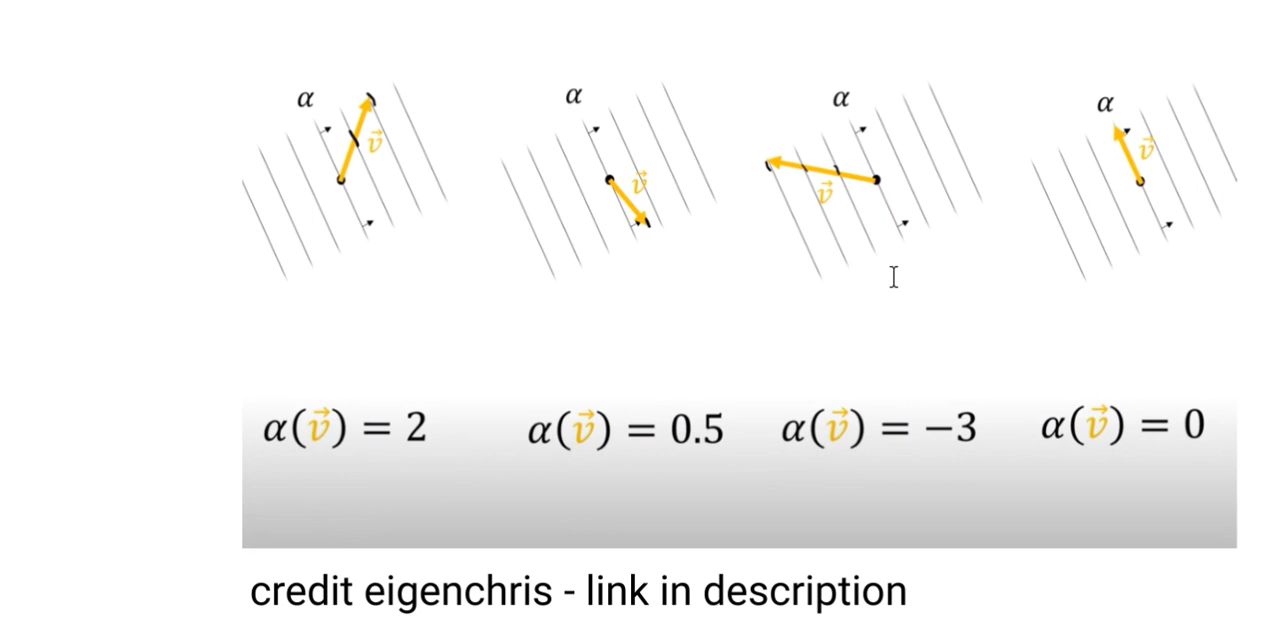 α α α α
v⃗ v⃗ v⃗ v⃗
α(v⃗) = 2 α(v⃗) = 0.5 α(v⃗) = −3 α(v⃗) = 0
credit eigenchris - link in description